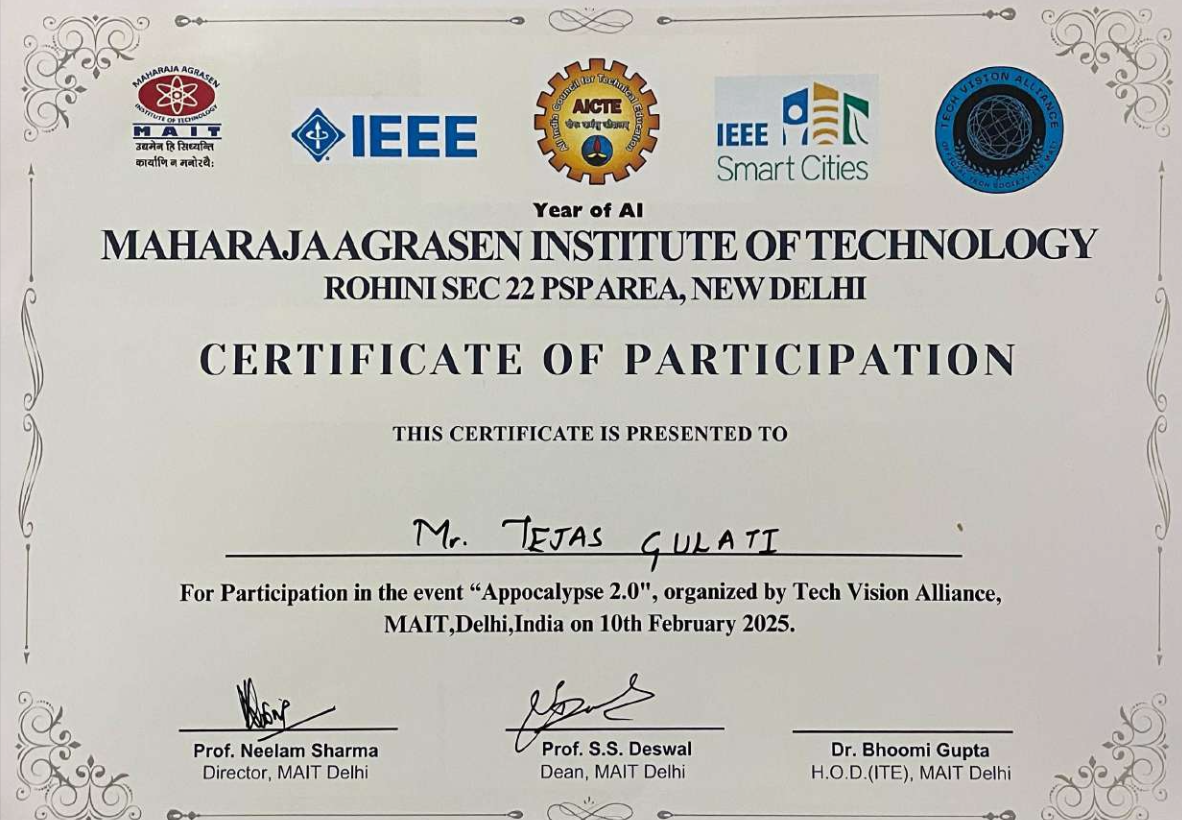 MAHARAJA AGRASEN
INSTITUTE OF TECHNOLOGY
MAIT
उद्यमेन हि सिध्यन्ति
कार्याणि न मनोरथै:
IEEE
All India Council for Technical Education
AICTE
IEEE
Smart Cities
TECH VISION ALLIANCE
Year of AI
MAHARAJA AGRASEN INSTITUTE OF TECHNOLOGY
ROHINI SEC 22 PSP AREA, NEW DELHI
CERTIFICATE OF PARTICIPATION
THIS CERTIFICATE IS PRESENTED TO
Mr. TEJAS GULATI
For Participation in the event “Appocalypse 2.0", organized by Tech Vision Alliance,
MAIT,Delhi,India on 10th February 2025.
Prof. Neelam Sharma
Director, MAIT Delhi
Prof. S.S. Deswal
Dean, MAIT Delhi
Dr. Bhoomi Gupta
H.O.D.(ITE), MAIT Delhi